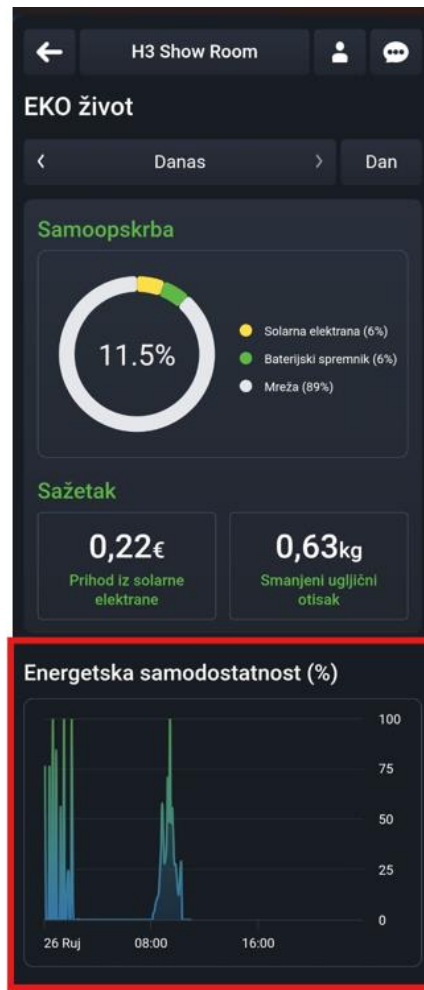 H3 Show Room
EKO život
Danas
Dan
Samoopskrba
11.5%
Solarna elektrana (6%)
Baterijski spremnik (6%)
Mreža (89%)
Sažetak
0,22€
Prihod iz solarne
elektrane
0,63kg
Smanjeni ugljični
otisak
Energetska samodostatnost (%)
100
75
50
25
0
26 Ruj
08:00
16:00